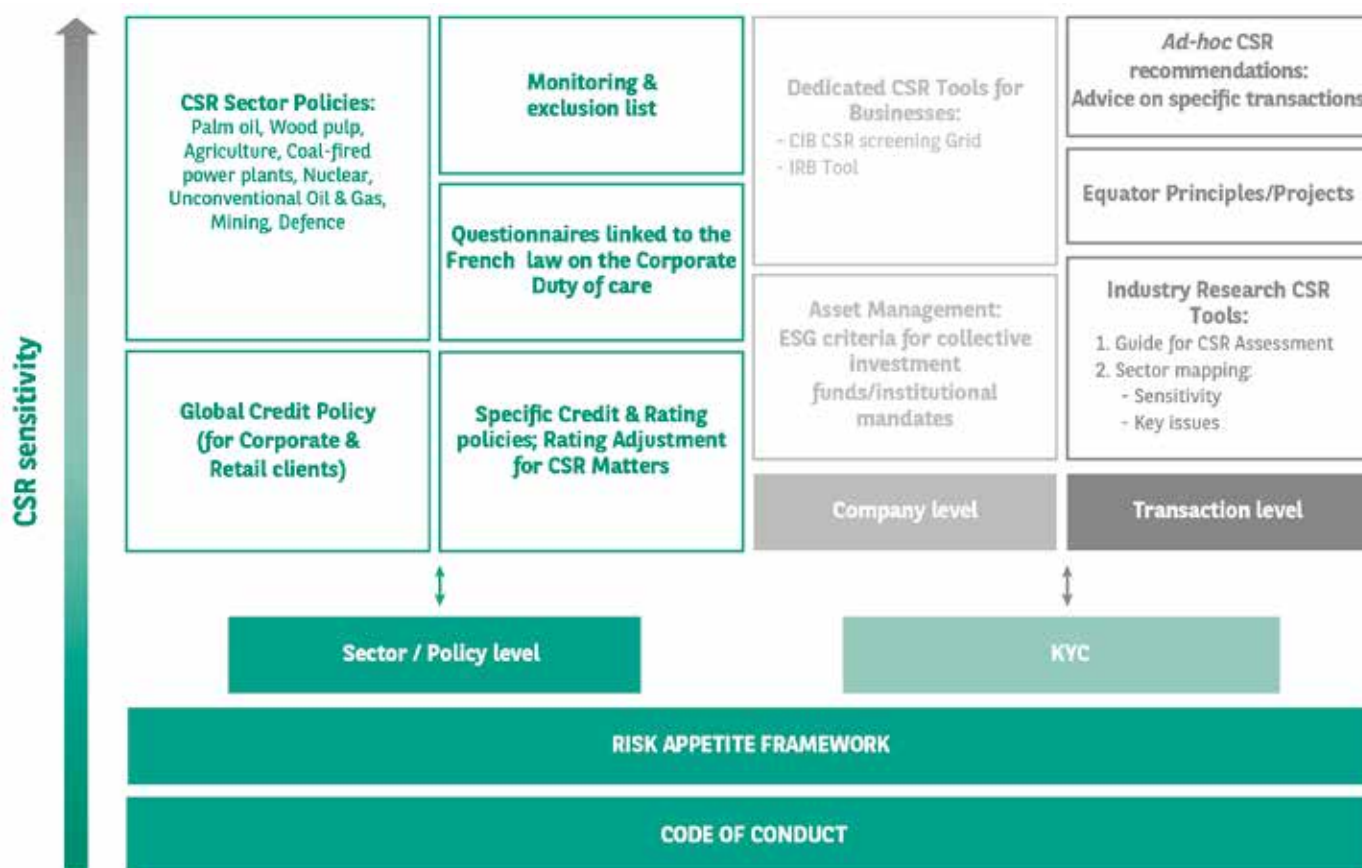 CSR sensitivity
CSR Sector Policies:
Palm oil, Wood pulp,
Agriculture, Coal-fired
power plants, Nuclear,
Unconventional Oil & Gas,
Mining, Defence
Monitoring &
exclusion list
Questionnaires linked to the
French law on the Corporate
Duty of care
Global Credit Policy
(for Corporate &
Retail clients)
Specific Credit & Rating
policies; Rating Adjustment
for CSR Matters
Dedicated CSR Tools for
Businesses:
- CIB CSR screening Grid
- IRB Tool
Asset Management:
ESG criteria for collective
investment
funds/institutional
mandates
Company level
Ad-hoc CSR
recommendations:
Advice on specific transactions
Equator Principles/Projects
Industry Research CSR
Tools:
1. Guide for CSR Assessment
2. Sector mapping:
- Sensitivity
- Key issues
Transaction level
Sector / Policy level
KYC
RISK APPETITE FRAMEWORK
CODE OF CONDUCT